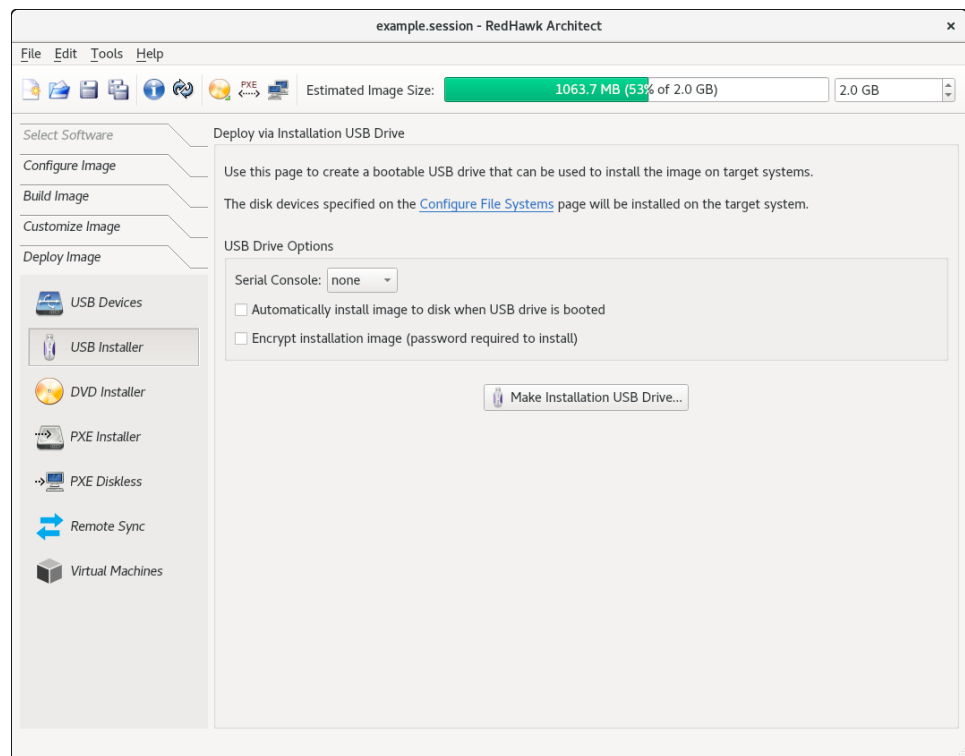 example.session - RedHawk Architect ×
File Edit Tools Help
PXE Estimated Image Size: 1063.7 MB (53% of 2.0 GB) 2.0 GB
Select Software
Configure Image
Build Image
Customize Image
Deploy Image
USB Devices
USB Installer
DVD Installer
PXE Installer
PXE Diskless
Remote Sync
Virtual Machines
Deploy via Installation USB Drive
Use this page to create a bootable USB drive that can be used to install the image on target systems.
The disk devices specified on the Configure File Systems page will be installed on the target system.
USB Drive Options
Serial Console: none
Automatically install image to disk when USB drive is booted
Encrypt installation image (password required to install)
Make Installation USB Drive...